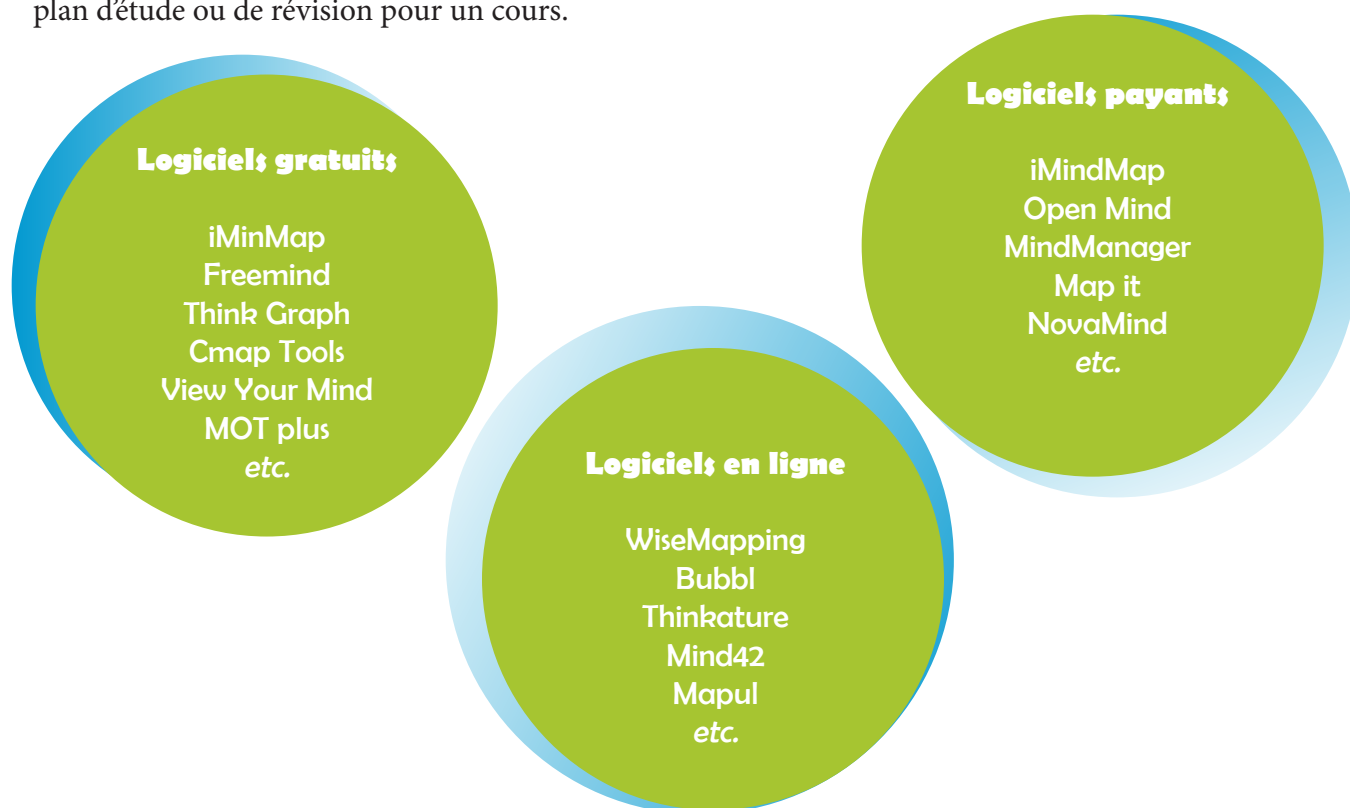 plan d'étude ou de révision pour un cours.
Logiciels gratuits
iMinMap
Freemind
Think Graph
Cmap Tools
View Your Mind
MOT plus
etc.
Logiciels en ligne
WiseMapping
Bubbl
Thinkature
Mind42
Mapul
etc.
Logiciels payants
iMindMap
Open Mind
MindManager
Map it
NovaMind
etc.